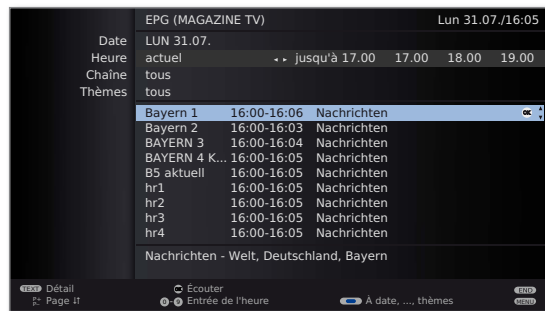 EPG (MAGAZINE TV) Lun 31.07./16:05
Date LUN 31.07.
Heure actuel jusqu'à 17.00 17.00 18.00 19.00
Chaîne tous
Thèmes tous
Bayern 1 16:00-16:06 Nachrichten OK
Bayern 2 16:00-16:03 Nachrichten
BAYERN 3 16:00-16:04 Nachrichten
BAYERN 4 K... 16:00-16:05 Nachrichten
B5 aktuell 16:00-16:05 Nachrichten
hr1 16:00-16:05 Nachrichten
hr2 16:00-16:05 Nachrichten
hr3 16:00-16:05 Nachrichten
hr4 16:00-16:05 Nachrichten
Nachrichten - Welt, Deutschland, Bayern
TEXT Détail OK Écouter END
P+ P- Page 0-9 Entrée de l'heure À date, ..., thèmes MENU